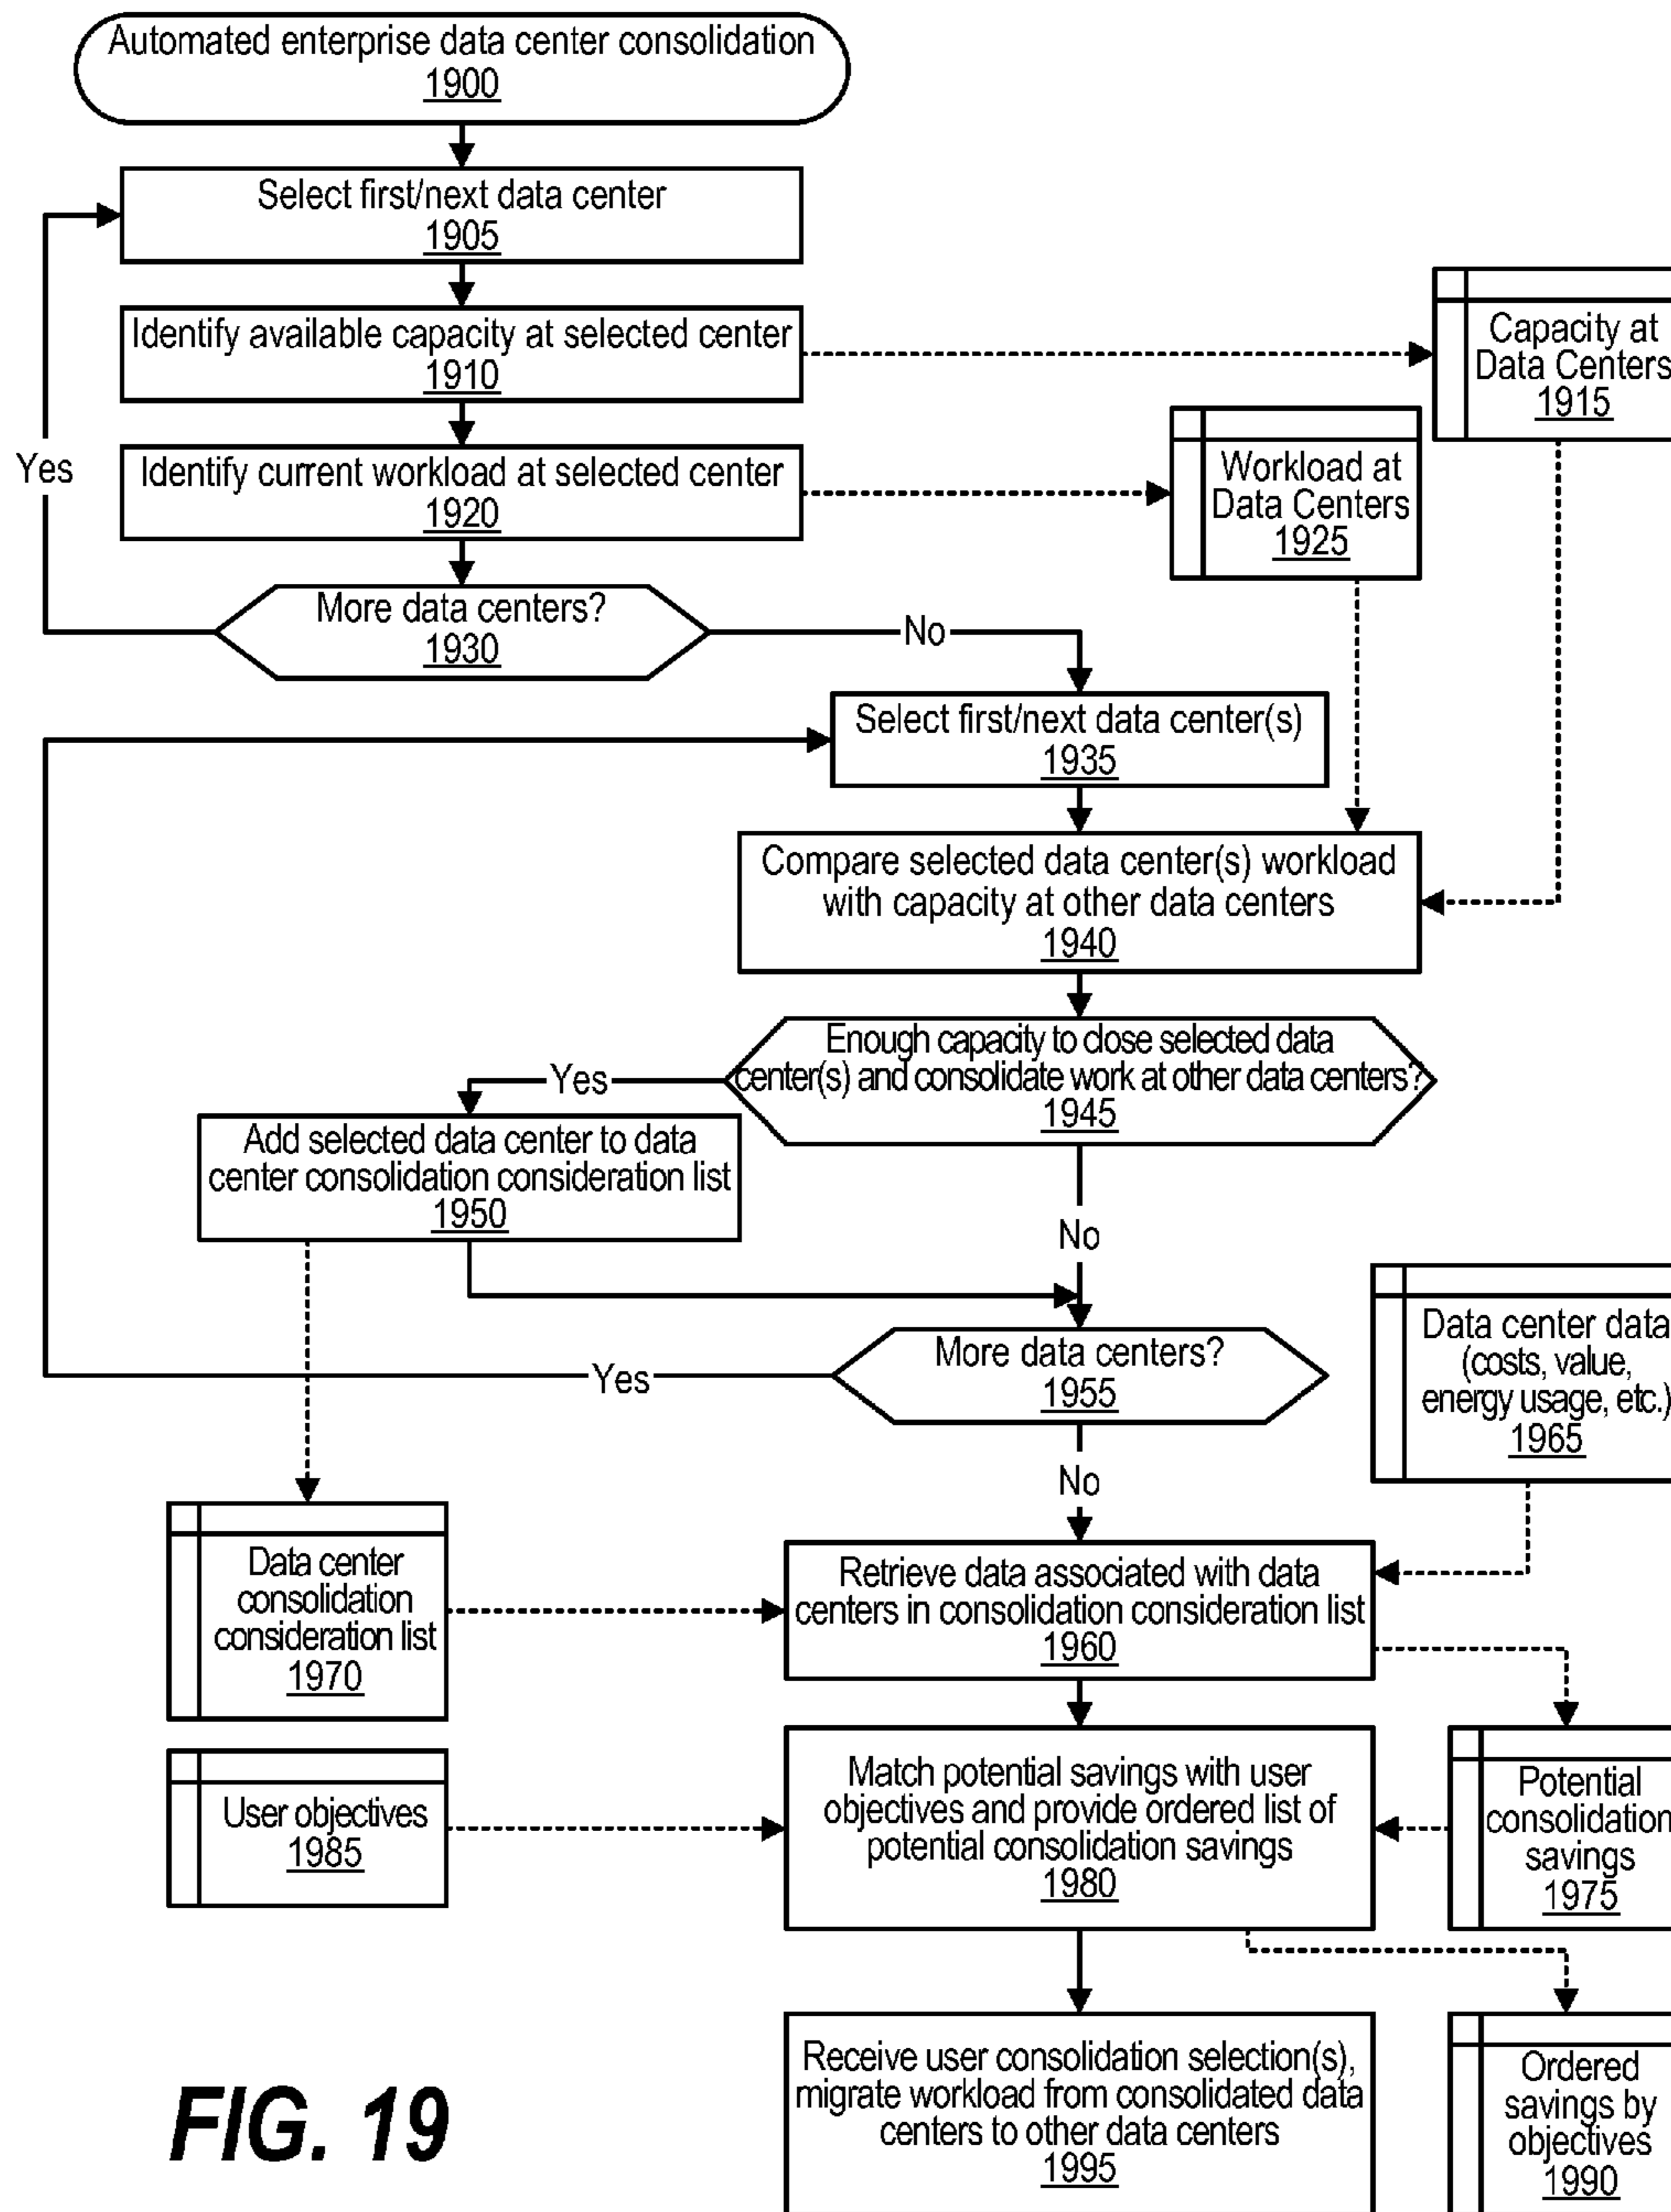 Automated enterprise data center consolidation
1900
Select first/next data center
1905
Identify available capacity at selected center
1910
Capacity at
Data Centers
1915
Yes
Identify current workload at selected center
1920
Workload at
Data Centers
1925
More data centers?
1930
No
Select first/next data center(s)
1935
Compare selected data center(s) workload
with capacity at other data centers
1940
Enough capacity to close selected data
center(s) and consolidate work at other data centers?
1945
Yes
Add selected data center to data
center consolidation consideration list
1950
No
More data centers?
1955
Yes
Data center data
(costs, value,
energy usage, etc.)
1965
No
Data center
consolidation
consideration list
1970
Retrieve data associated with data
centers in consolidation consideration list
1960
User objectives
1985
Match potential savings with user
objectives and provide ordered list of
potential consolidation savings
1980
Potential
consolidation
savings
1975
Receive user consolidation selection(s),
migrate workload from consolidated data
centers to other data centers
1995
Ordered
savings by
objectives
1990
FIG. 19